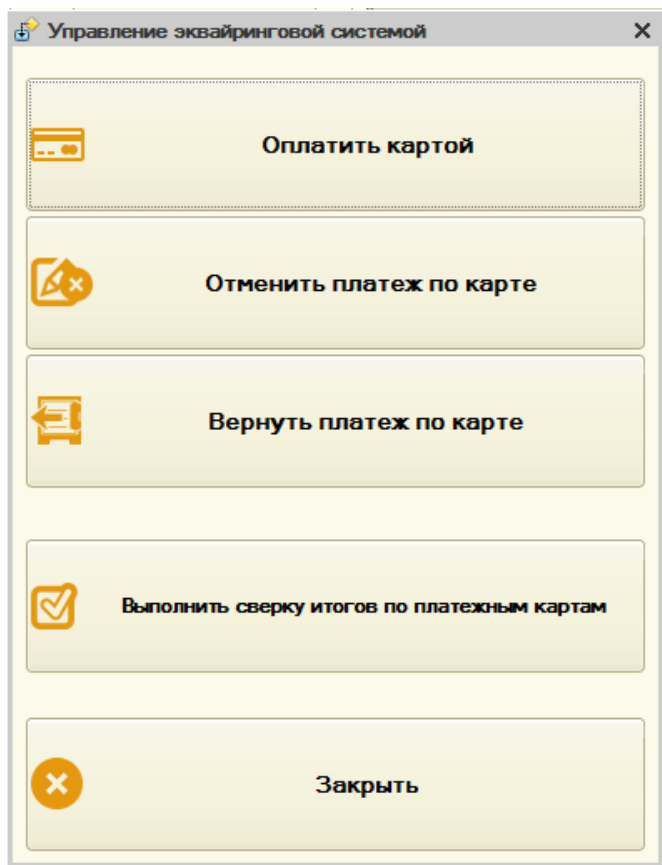 Управление эквайринговой системой
Оплатить картой
Отменить платеж по карте
Вернуть платеж по карте
Выполнить сверку итогов по платежным картам
Закрыть